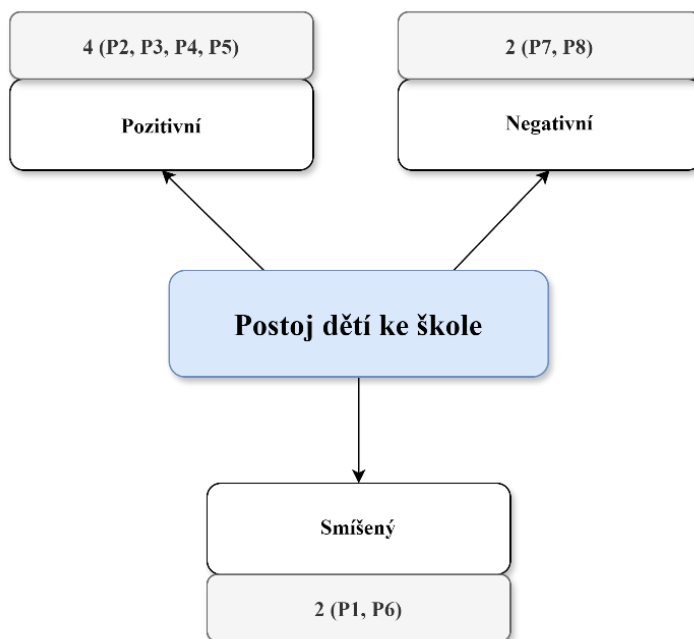 4 (P2, P3, P4, P5)
Pozitivní
2 (P7, P8)
Negativní
Postoj dětí ke škole
Smíšený
2 (P1, P6)